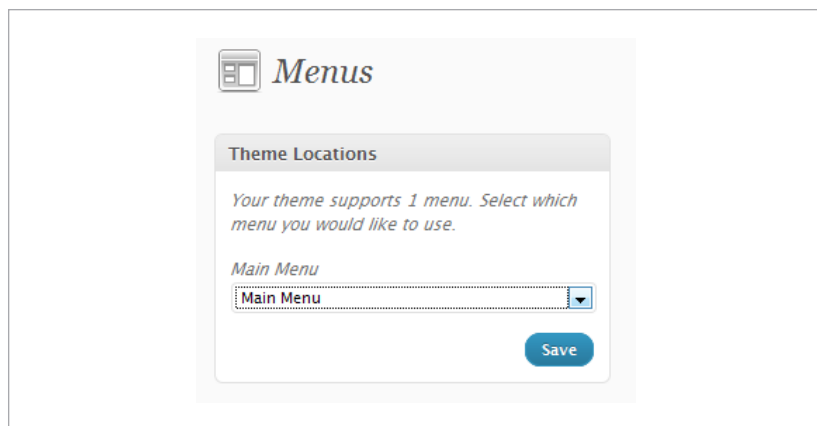 Menus
Theme Locations
Your theme supports 1 menu. Select which
menu you would like to use.
Main Menu
Main Menu
Save